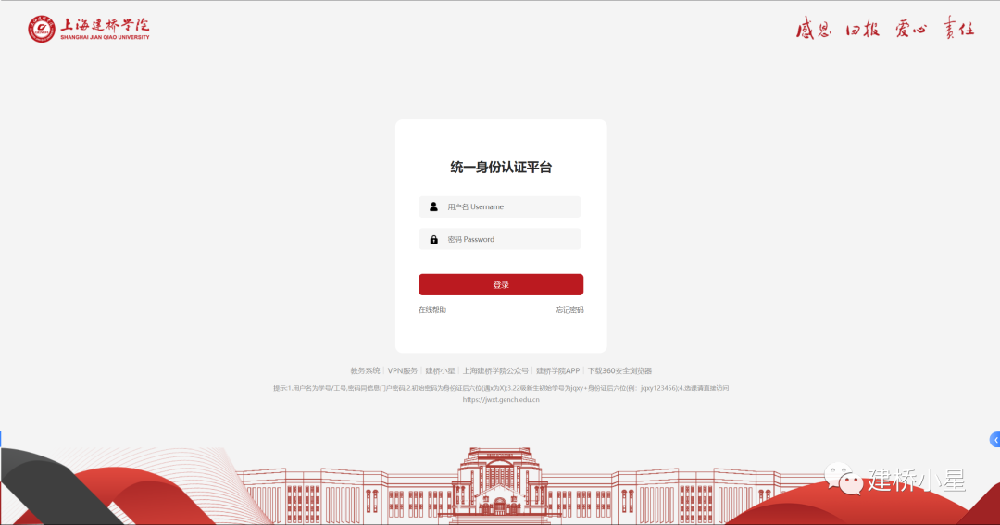 上海建桥学院
SHANGHAI JIAN QIAO UNIVERSITY
感恩 回报 爱心 责任
统一身份认证平台
用户名 Username
密码 Password
登录
在线帮助 忘记密码
教务系统 | VPN服务 | 建桥小星 | 上海建桥学院公众号 | 建桥学院APP | 下载360安全浏览器
提示:1.用户名为学号/工号,密码同信息门户密码;2.初始密码为身份证后六位(遇x为X);3.22级新生初始学号为jqxy+身份证后六位(例：jqxy123456);4.选课请直接访问
https://jwxt.gench.edu.cn
建桥小星